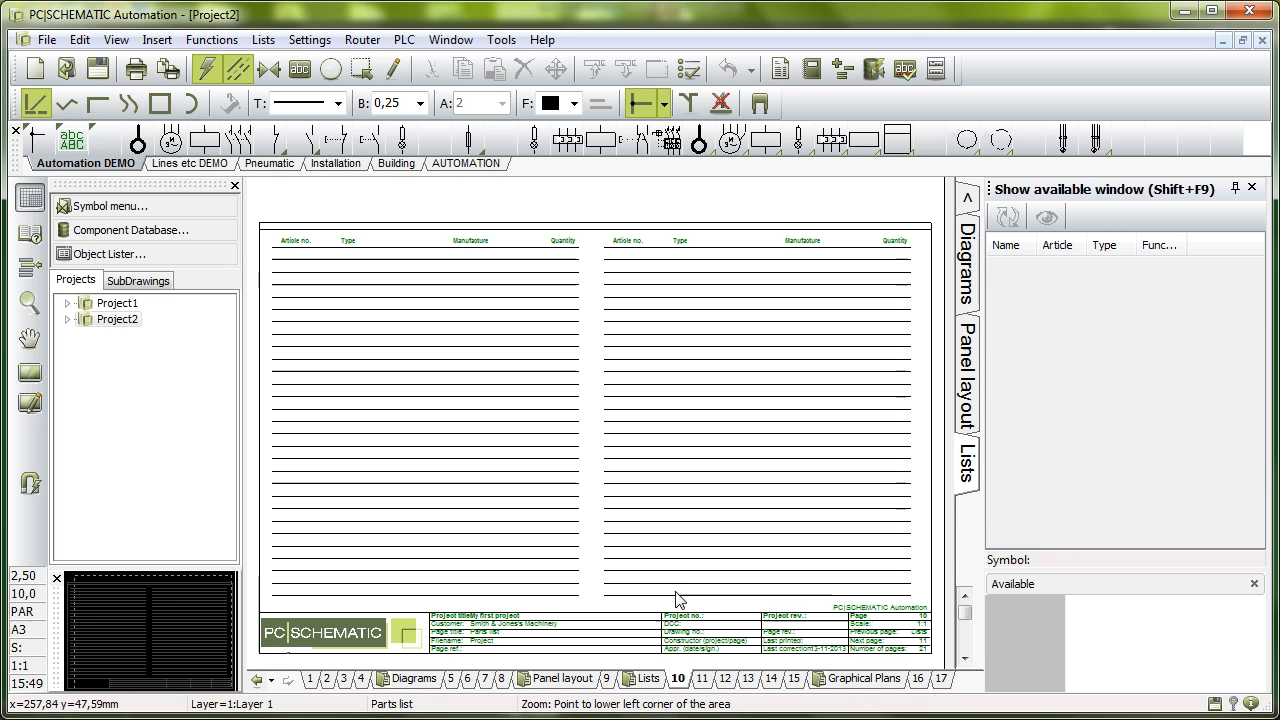 PC|SCHEMATIC Automation - [Project2]
File Edit View Insert Functions Lists Settings Router PLC Window Tools Help
abc
T: B: 0,25 A: 2 F:
abc
ABC
Automation DEMO Lines etc DEMO Pneumatic Installation Building AUTOMATION
Symbol menu...
Component Database...
Object Lister...
Projects SubDrawings
Project1
Project2
2,50
10,0
PAR
A3
S:
1:1
15:49
Article no. Type Manufacture Quantity Article no. Type Manufacture Quantity
PC|SCHEMATIC Automation
PC|SCHEMATIC
Project title: My first project Project no.: Project rev.: Page 10
Customer: Smith & Jones's Machinery DCC: Scale: 1:1
Page title: Parts list Drawing no.: Page rev.: Previous page: Lists
Filename: Project Constructor (project/page) Last printed: Next page: 11
Page ref.: Appr. (date/sign.) Last correction: 13-11-2013 Number of pages: 21
<
Diagrams
Panel layout
Lists
Show available window (Shift+F9)
Name Article Type Func...
Symbol:
Available
1 2 3 4 Diagrams 5 6 7 8 Panel layout 9 Lists 10 11 12 13 14 15 Graphical Plans 16 17
x=257,84 y=47,59mm Layer=1:Layer 1 Parts list Zoom: Point to lower left corner of the area